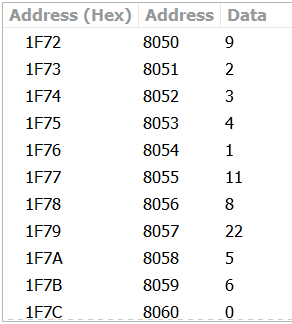 Address (Hex) Address Data
1F72 8050 9
1F73 8051 2
1F74 8052 3
1F75 8053 4
1F76 8054 1
1F77 8055 11
1F78 8056 8
1F79 8057 22
1F7A 8058 5
1F7B 8059 6
1F7C 8060 0